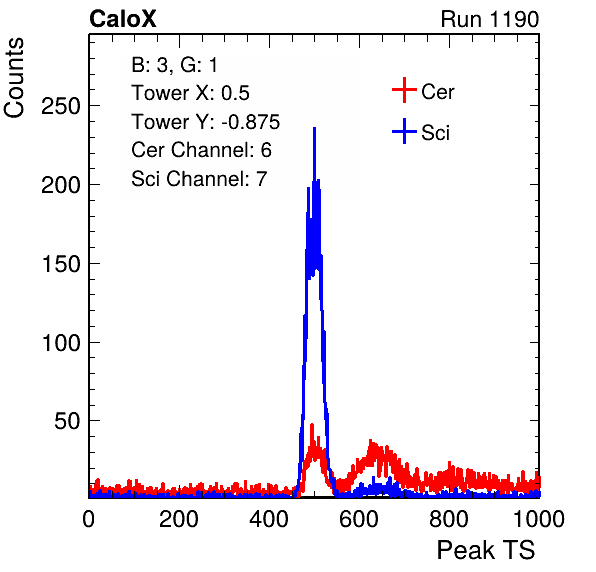 CaloX Run 1190
Counts
B: 3, G: 1
Tower X: 0.5
Tower Y: -0.875
Cer Channel: 6
Sci Channel: 7
Cer
Sci
250
200
150
100
50
0 200 400 600 800 1000
Peak TS